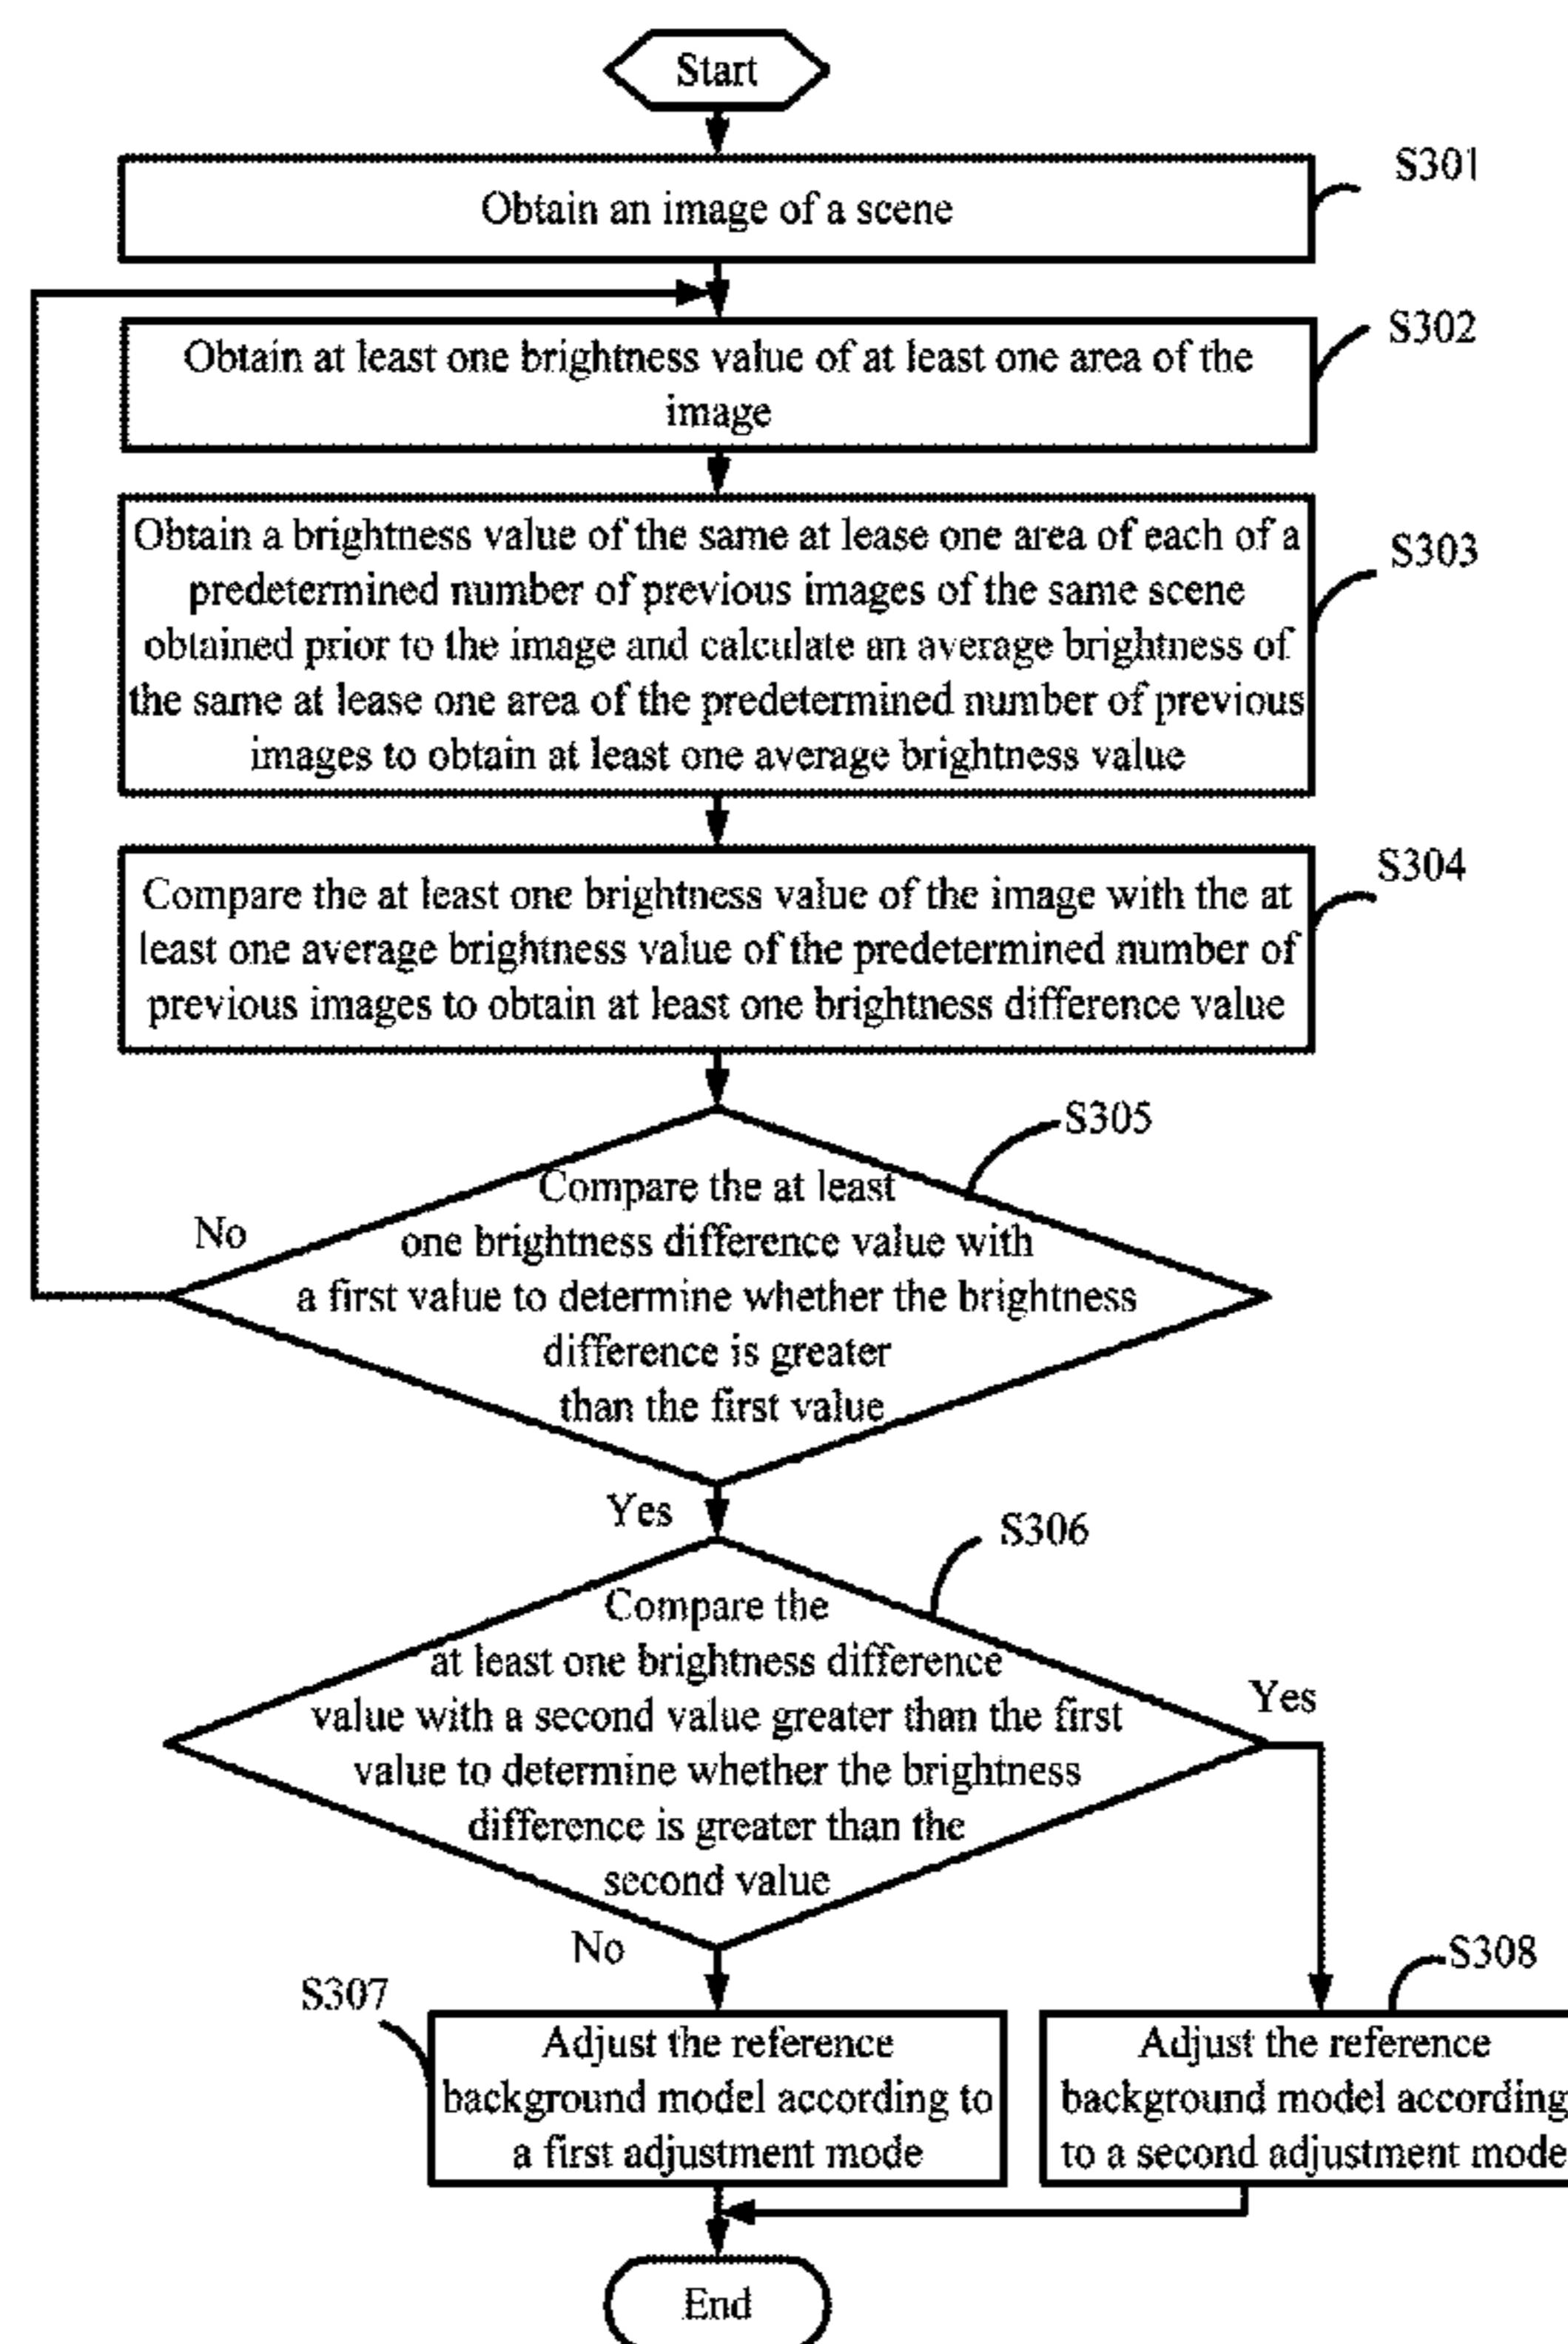 Start
S301
Obtain an image of a scene
S302
Obtain at least one brightness value of at least one area of the
image
S303
Obtain a brightness value of the same at lease one area of each of a
predetermined number of previous images of the same scene
obtained prior to the image and calculate an average brightness of
the same at lease one area of the predetermined number of previous
images to obtain at least one average brightness value
S304
Compare the at least one brightness value of the image with the at
least one average brightness value of the predetermined number of
previous images to obtain at least one brightness difference value
S305
Compare the at least
one brightness difference value with
a first value to determine whether the brightness
difference is greater
than the first value
No
Yes
S306
Compare the
at least one brightness difference
value with a second value greater than the first
value to determine whether the brightness
difference is greater than the
second value
Yes
No
S307
Adjust the reference
background model according to
a first adjustment mode
S308
Adjust the reference
background model according
to a second adjustment mode
End